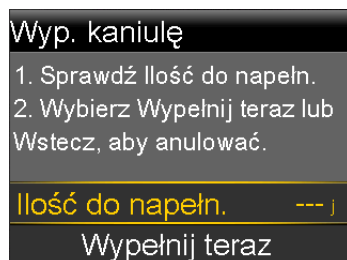 Wyp. kaniulę
1. Sprawdź Ilość do napełn.
2. Wybierz Wypełnij teraz lub
Wstecz, aby anulować.
Ilość do napełn. --- j
Wypełnij teraz